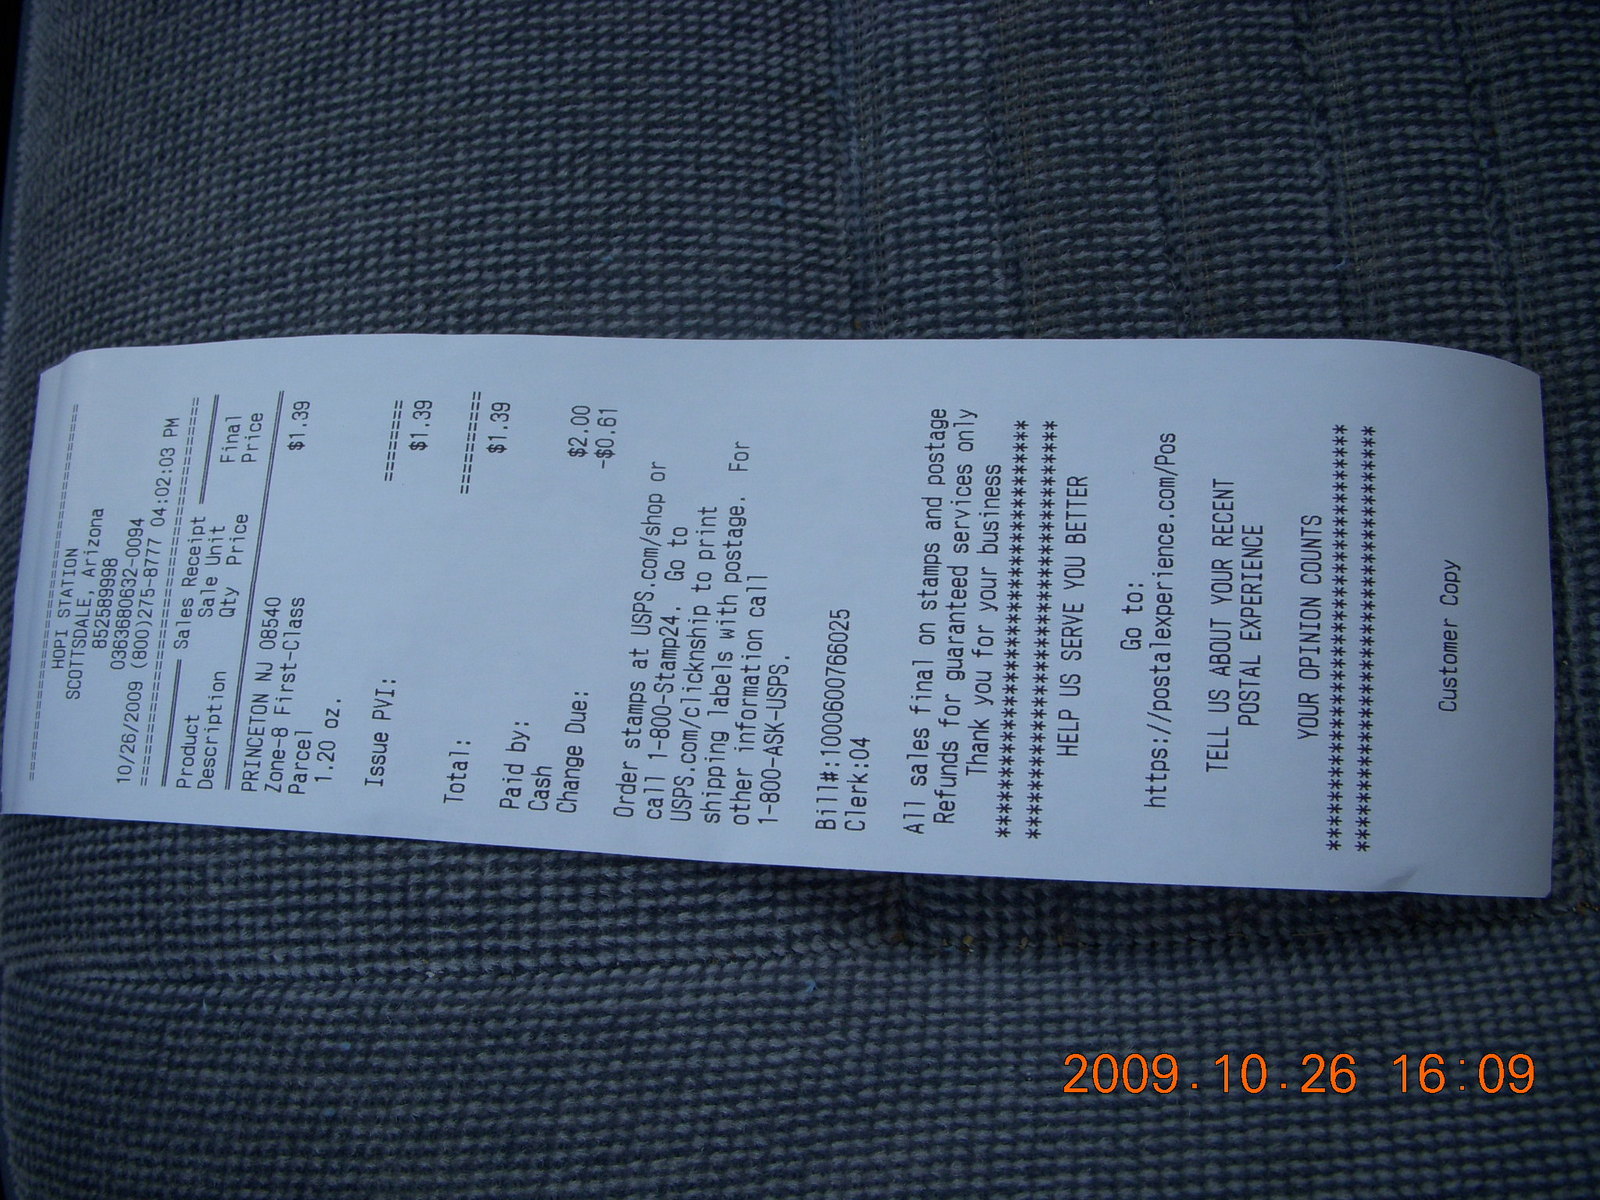 ========================================
HOPI STATION
SCOTTSDALE, Arizona
852589998
0363680632-0094
10/26/2009 (800)275-8777 04:02:03 PM
========================================
Sales Receipt
Product Sale Unit Final
Description Qty Price Price
PRINCETON NJ 08540 $1.39
Zone-8 First-Class
Parcel
1.20 oz.
========
Issue PVI: $1.39
==========
Total: $1.39
Paid by:
Cash $2.00
Change Due: -$0.61
Order stamps at USPS.com/shop or
call 1-800-Stamp24. Go to
USPS.com/clicknship to print
shipping labels with postage. For
other information call
1-800-ASK-USPS.
Bill#:1000600766025
Clerk:04
All sales final on stamps and postage
Refunds for guaranteed services only
Thank you for your business
****************************************
****************************************
HELP US SERVE YOU BETTER
Go to:
https://postalexperience.com/Pos
TELL US ABOUT YOUR RECENT
POSTAL EXPERIENCE
YOUR OPINION COUNTS
****************************************
****************************************
Customer Copy
2009.10.26 16:09